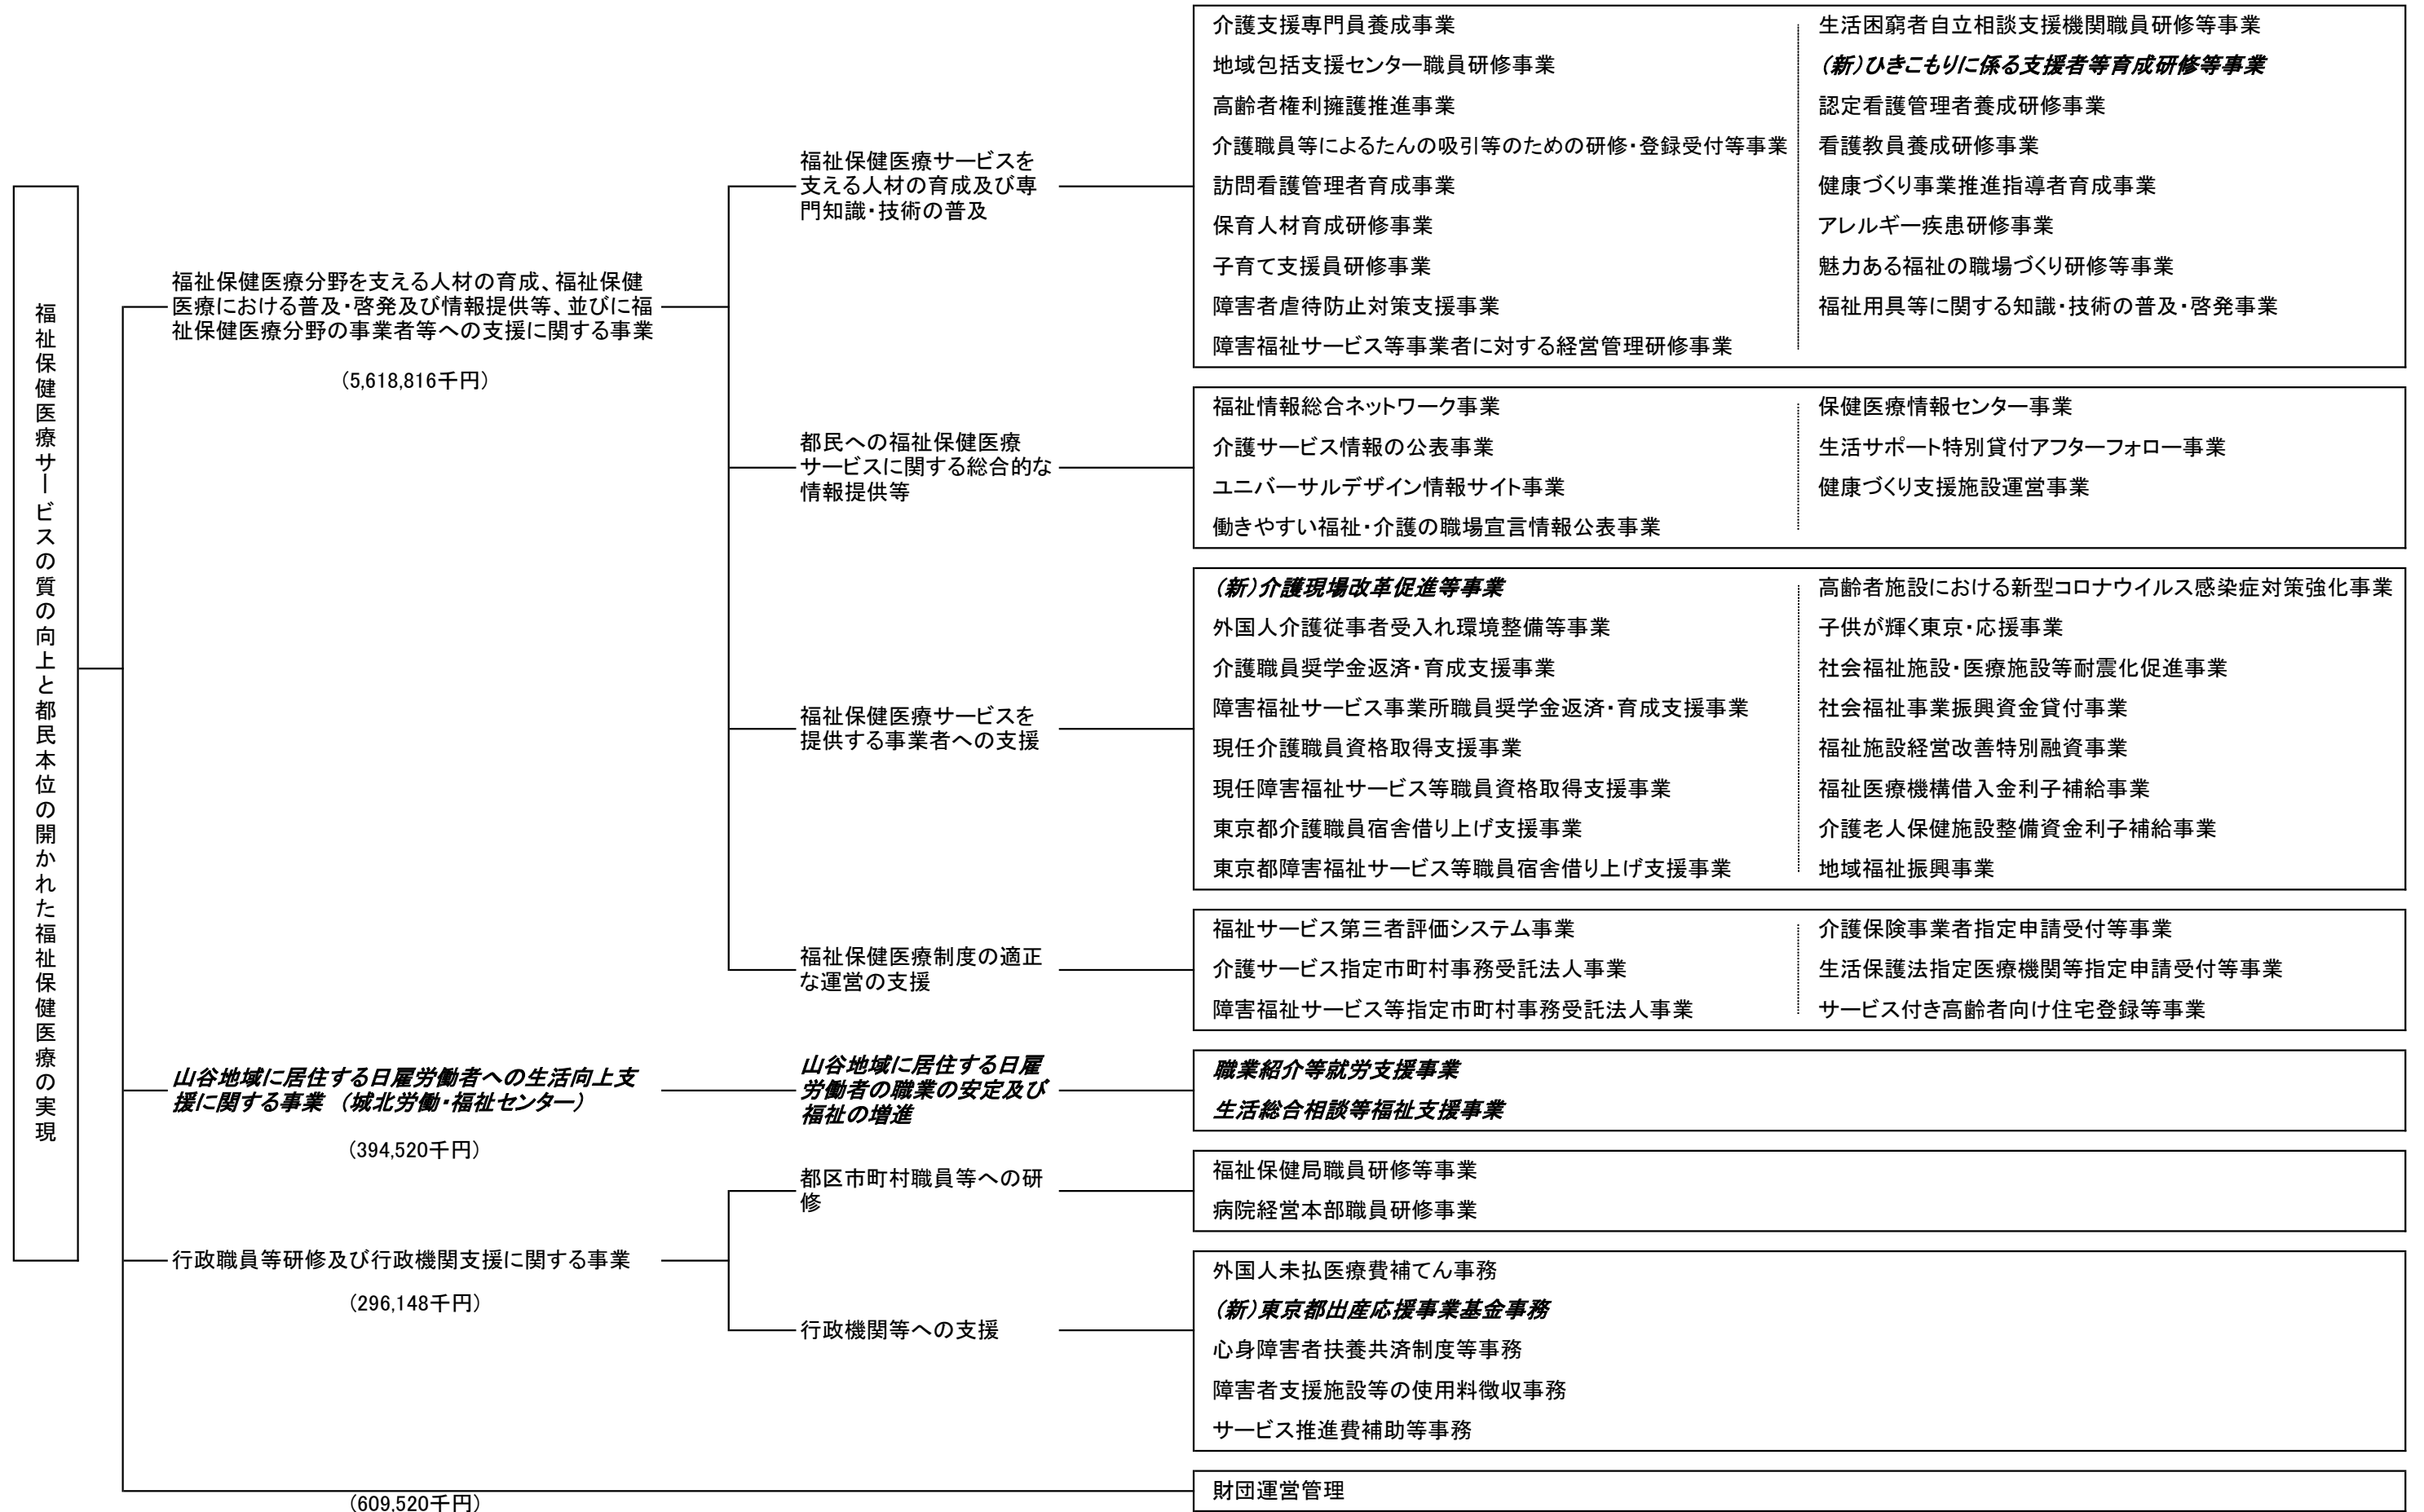 福祉保健医療サービスの質の向上と都民本位の開かれた福祉保健医療の実現
福祉保健医療分野を支える人材の育成、福祉保健
医療における普及・啓発及び情報提供等、並びに福
祉保健医療分野の事業者等への支援に関する事業
（5,618,816千円）
福祉保健医療サービスを
支える人材の育成及び専
門知識・技術の普及
介護支援専門員養成事業
地域包括支援センター職員研修事業
高齢者権利擁護推進事業
介護職員等によるたんの吸引等のための研修・登録受付等事業
訪問看護管理者育成事業
保育人材育成研修事業
子育て支援員研修事業
障害者虐待防止対策支援事業
障害福祉サービス等事業者に対する経営管理研修事業
生活困窮者自立相談支援機関職員研修等事業
（新）ひきこもりに係る支援者等育成研修等事業
認定看護管理者養成研修事業
看護教員養成研修事業
健康づくり事業推進指導者育成事業
アレルギー疾患研修事業
魅力ある福祉の職場づくり研修等事業
福祉用具等に関する知識・技術の普及・啓発事業
都民への福祉保健医療
サービスに関する総合的な
情報提供等
福祉情報総合ネットワーク事業
介護サービス情報の公表事業
ユニバーサルデザイン情報サイト事業
働きやすい福祉・介護の職場宣言情報公表事業
保健医療情報センター事業
生活サポート特別貸付アフターフォロー事業
健康づくり支援施設運営事業
福祉保健医療サービスを
提供する事業者への支援
（新）介護現場改革促進等事業
外国人介護従事者受入れ環境整備等事業
介護職員奨学金返済・育成支援事業
障害福祉サービス事業所職員奨学金返済・育成支援事業
現任介護職員資格取得支援事業
現任障害福祉サービス等職員資格取得支援事業
東京都介護職員宿舎借り上げ支援事業
東京都障害福祉サービス等職員宿舎借り上げ支援事業
高齢者施設における新型コロナウイルス感染症対策強化事業
子供が輝く東京・応援事業
社会福祉施設・医療施設等耐震化促進事業
社会福祉事業振興資金貸付事業
福祉施設経営改善特別融資事業
福祉医療機構借入金利子補給事業
介護老人保健施設整備資金利子補給事業
地域福祉振興事業
福祉保健医療制度の適正
な運営の支援
福祉サービス第三者評価システム事業
介護サービス指定市町村事務受託法人事業
障害福祉サービス等指定市町村事務受託法人事業
介護保険事業者指定申請受付等事業
生活保護法指定医療機関等指定申請受付等事業
サービス付き高齢者向け住宅登録等事業
山谷地域に居住する日雇労働者への生活向上支
援に関する事業　（城北労働・福祉センター）
（394,520千円）
山谷地域に居住する日雇
労働者の職業の安定及び
福祉の増進
職業紹介等就労支援事業
生活総合相談等福祉支援事業
行政職員等研修及び行政機関支援に関する事業
（296,148千円）
都区市町村職員等への研
修
福祉保健局職員研修等事業
病院経営本部職員研修事業
行政機関等への支援
外国人未払医療費補てん事務
（新）東京都出産応援事業基金事務
心身障害者扶養共済制度等事務
障害者支援施設等の使用料徴収事務
サービス推進費補助等事務
（609,520千円）
財団運営管理